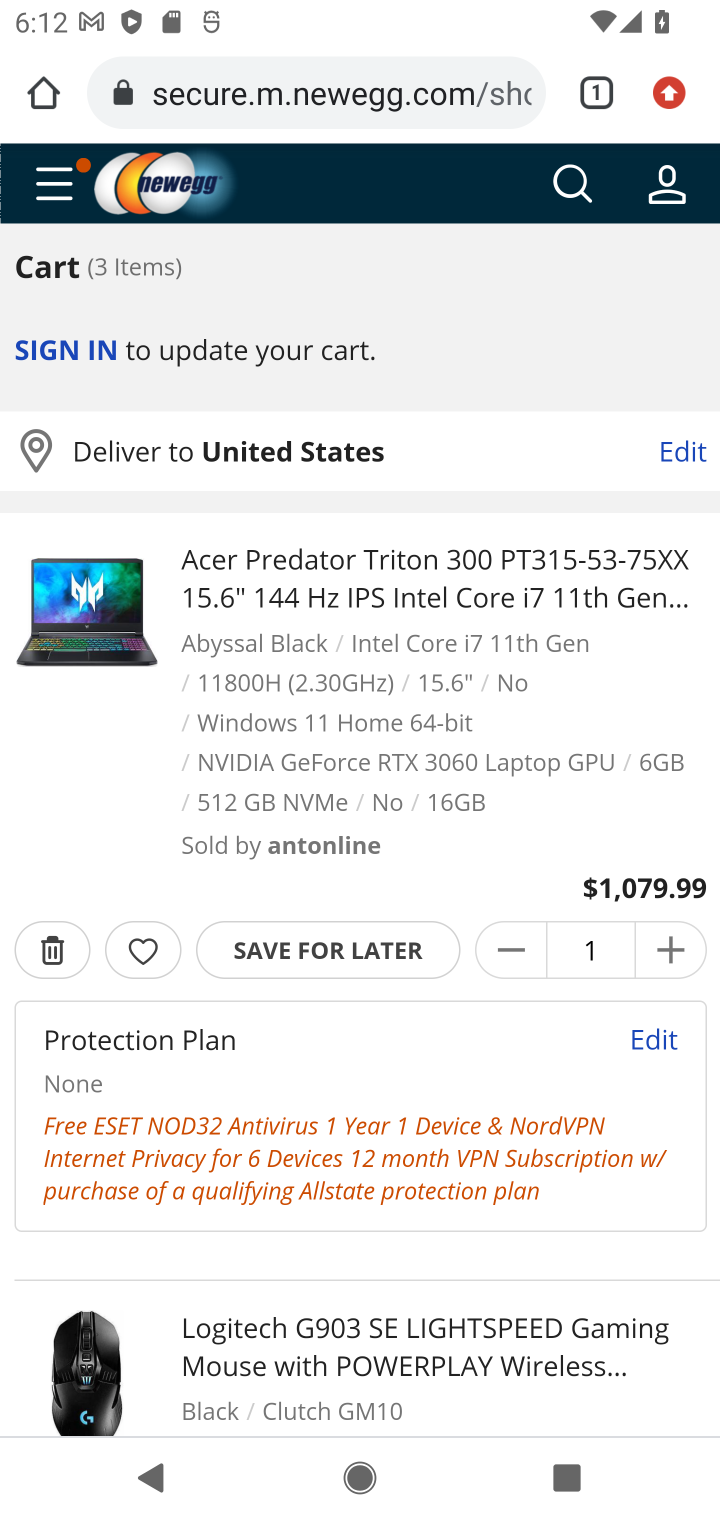 6:12
secure.m.newegg.com/sho
1
newegg
Cart (3 Items)
SIGN IN to update your cart.
Deliver to United States
Edit
Acer Predator Triton 300 PT315-53-75XX
15.6" 144 Hz IPS Intel Core i7 11th Gen...
Abyssal Black / Intel Core i7 11th Gen
/ 11800H (2.30GHz) / 15.6" / No
/ Windows 11 Home 64-bit
/ NVIDIA GeForce RTX 3060 Laptop GPU / 6GB
/ 512 GB NVMe / No / 16GB
Sold by antonline
$1,079.99
SAVE FOR LATER
1
Protection Plan
Edit
None
Free ESET NOD32 Antivirus 1 Year 1 Device & NordVPN
Internet Privacy for 6 Devices 12 month VPN Subscription w/
purchase of a qualifying Allstate protection plan
Logitech G903 SE LIGHTSPEED Gaming
Mouse with POWERPLAY Wireless...
Black / Clutch GM10